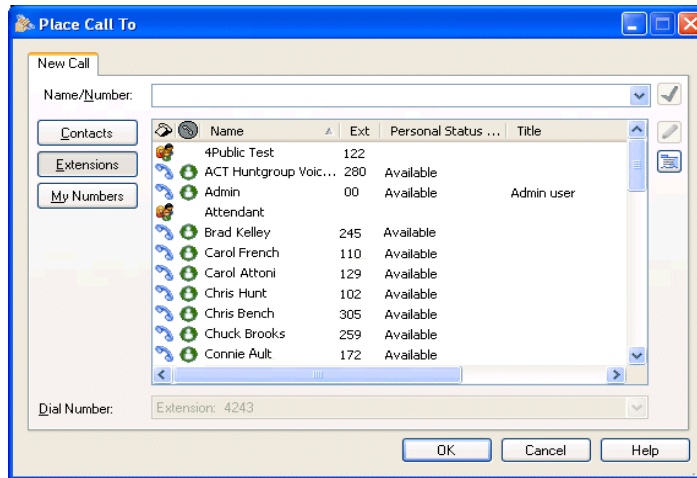 Place Call To
New Call
Name/Number:
Contacts
Extensions
My Numbers
Name Ext Personal Status ... Title
4Public Test 122
ACT Huntgroup Voic... 280 Available
Admin 00 Available Admin user
Attendant
Brad Kelley 245 Available
Carol French 110 Available
Carol Attoni 129 Available
Chris Hunt 102 Available
Chris Bench 305 Available
Chuck Brooks 259 Available
Connie Ault 172 Available
Dial Number: Extension: 4243
OK Cancel Help